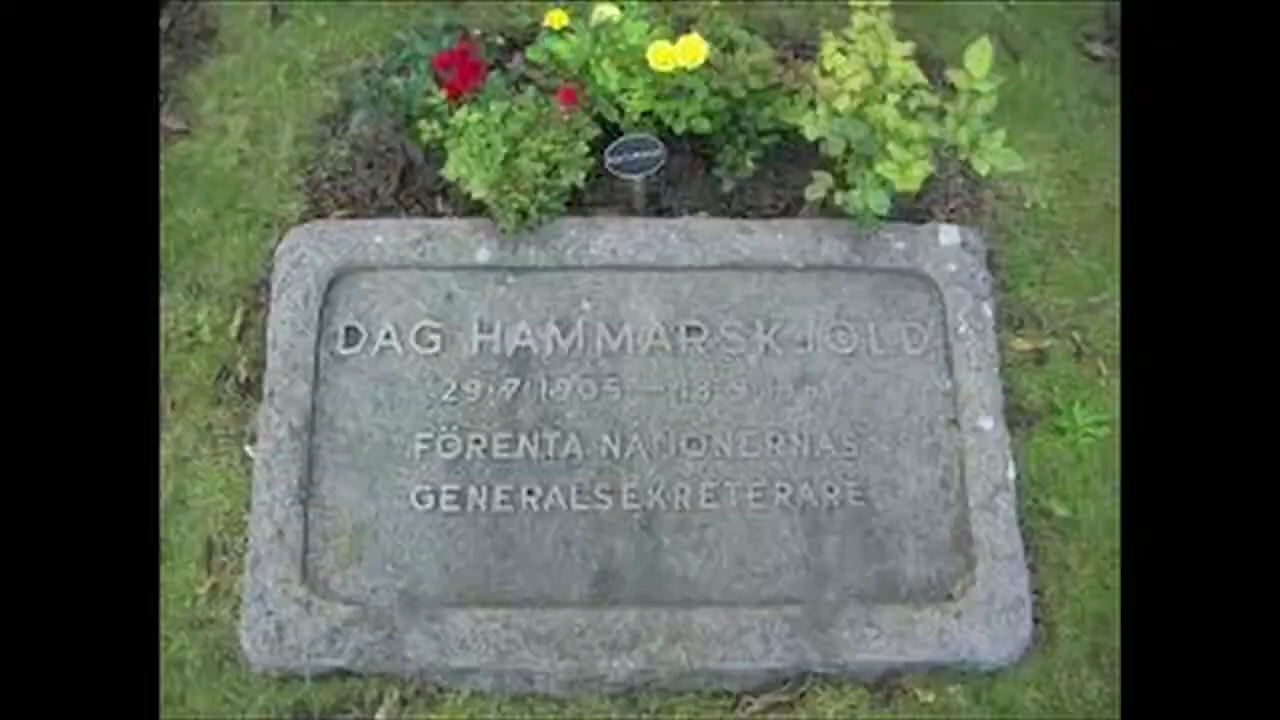 DAG HAMMARSKJÖLD
29/7 1905 —
FÖRENTA NATIONERNAS
GENERALSEKRETERARE